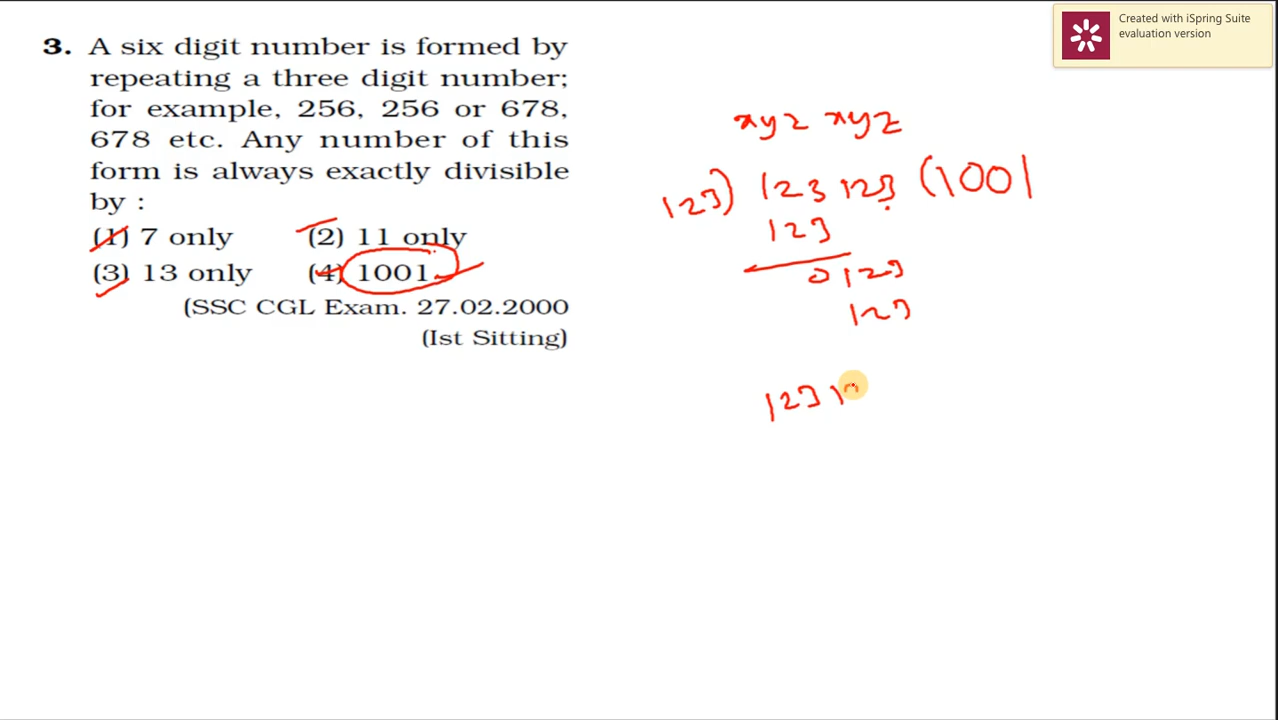 Created with iSpring Suite
evaluation version
3. A six digit number is formed by
repeating a three digit number;
for example, 256, 256 or 678,
678 etc. Any number of this
form is always exactly divisible
by :
(1) 7 only (2) 11 only
(3) 13 only (4) 1001
(SSC CGL Exam. 27.02.2000
(Ist Sitting)
xyz xyz
123) 123 123 (1001
123
0123
123
123 1